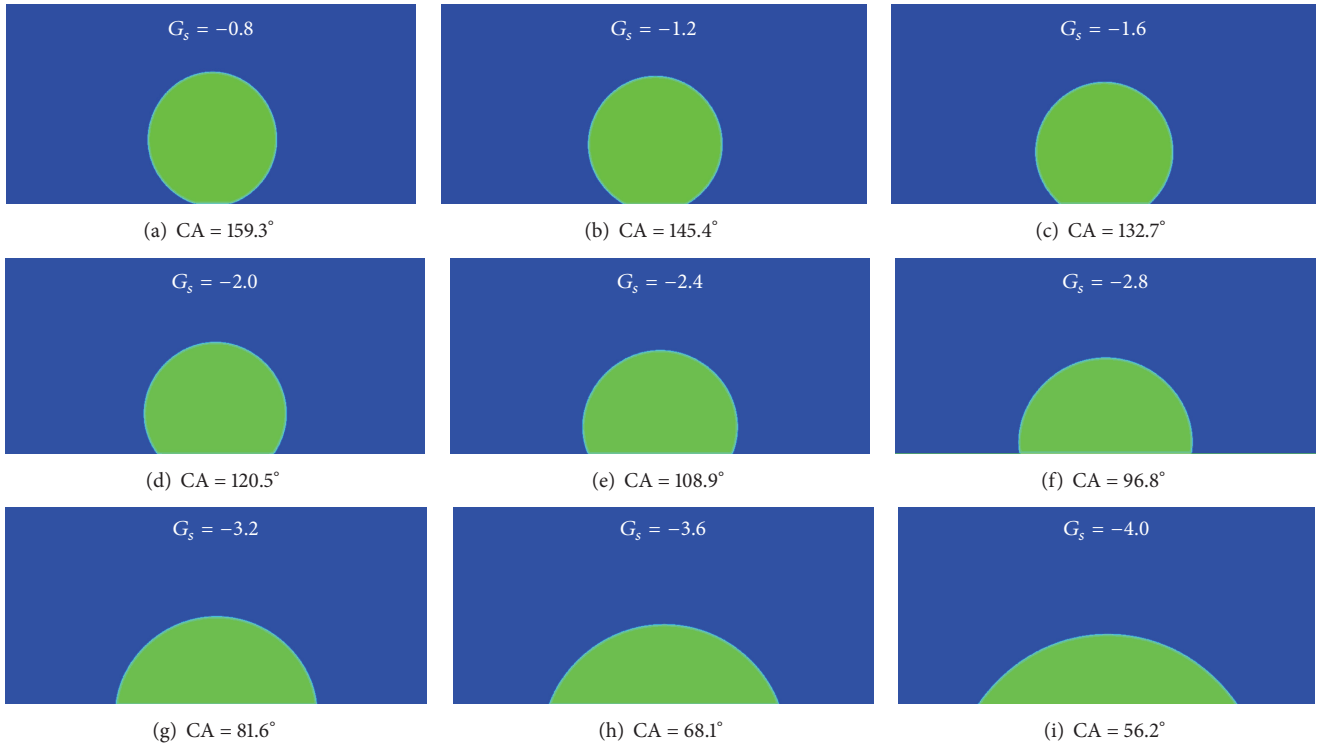 G_s = −0.8
G_s = −1.2
G_s = −1.6
(a) CA = 159.3°
(b) CA = 145.4°
(c) CA = 132.7°
G_s = −2.0
G_s = −2.4
G_s = −2.8
(d) CA = 120.5°
(e) CA = 108.9°
(f) CA = 96.8°
G_s = −3.2
G_s = −3.6
G_s = −4.0
(g) CA = 81.6°
(h) CA = 68.1°
(i) CA = 56.2°